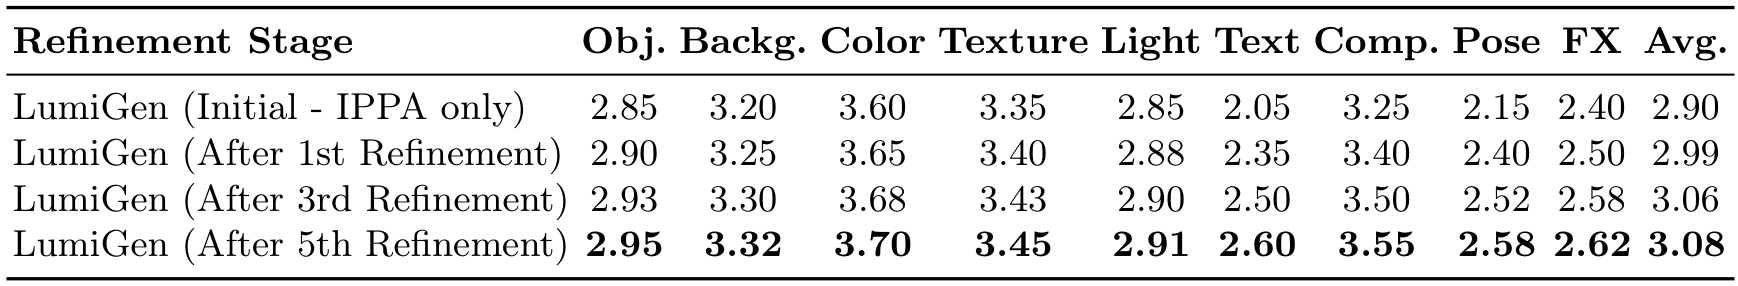 Refinement Stage Obj. Backg. Color Texture Light Text Comp. Pose FX Avg.
LumiGen (Initial - IPPA only) 2.85 3.20 3.60 3.35 2.85 2.05 3.25 2.15 2.40 2.90
LumiGen (After 1st Refinement) 2.90 3.25 3.65 3.40 2.88 2.35 3.40 2.40 2.50 2.99
LumiGen (After 3rd Refinement) 2.93 3.30 3.68 3.43 2.90 2.50 3.50 2.52 2.58 3.06
LumiGen (After 5th Refinement) 2.95 3.32 3.70 3.45 2.91 2.60 3.55 2.58 2.62 3.08